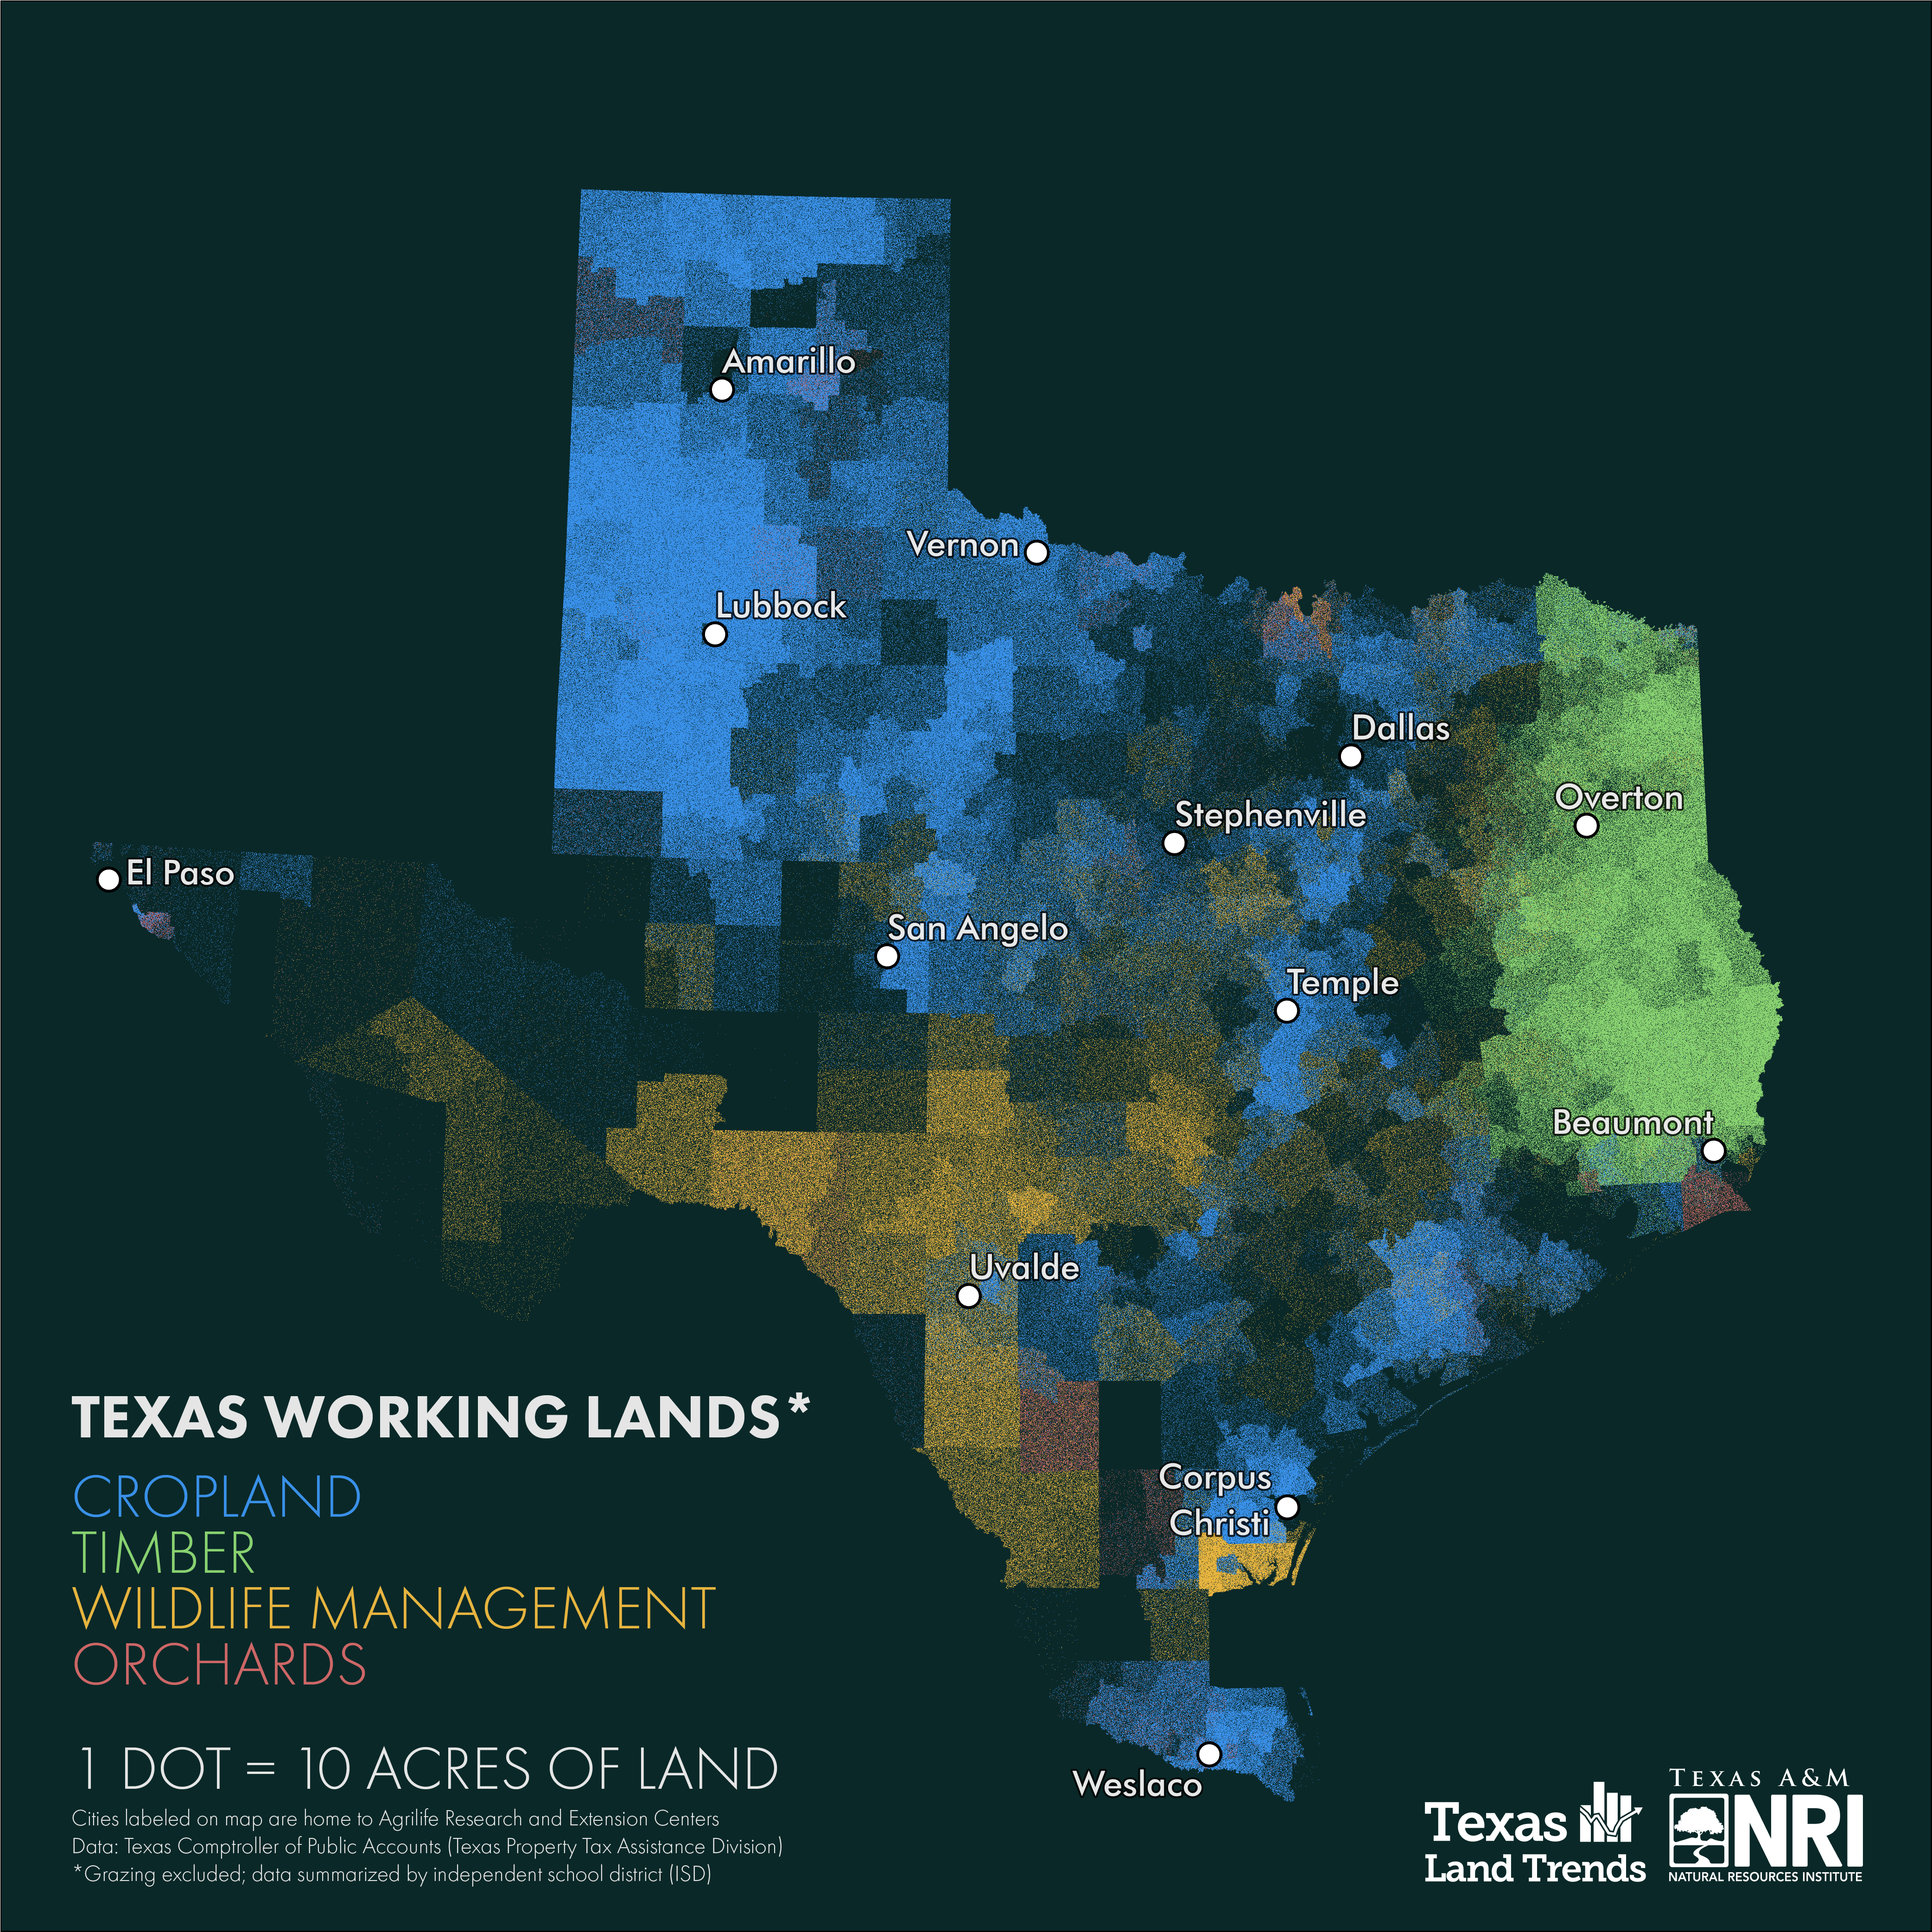 Amarillo
Vernon
Lubbock
Dallas
Overton
Stephenville
El Paso
San Angelo
Temple
Beaumont
Uvalde
TEXAS WORKING LANDS*
CROPLAND
TIMBER
WILDLIFE MANAGEMENT
ORCHARDS
Corpus
Christi
Weslaco
1 DOT = 10 ACRES OF LAND
Cities labeled on map are home to Agrilife Research and Extension Centers
Data: Texas Comptroller of Public Accounts (Texas Property Tax Assistance Division)
*Grazing excluded; data summarized by independent school district (ISD)
Texas
Land Trends
TEXAS A&M
NRI
NATURAL RESOURCES INSTITUTE